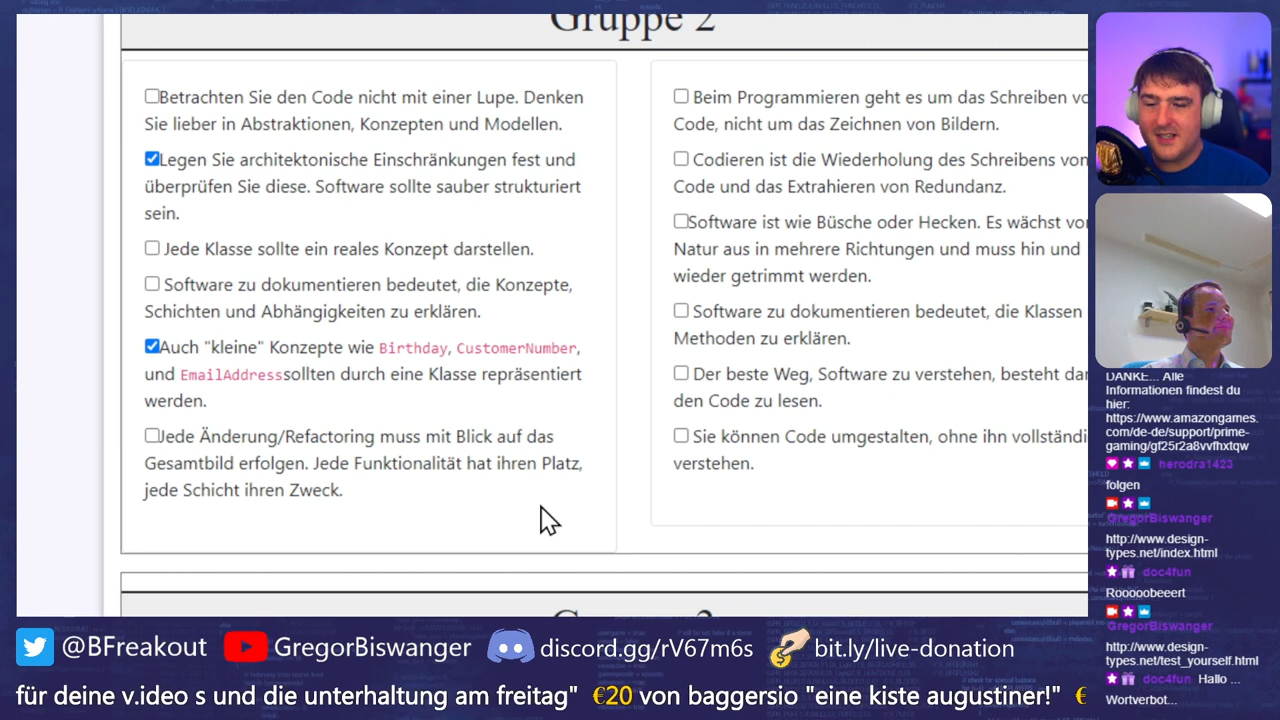 Gruppe 2
Betrachten Sie den Code nicht mit einer Lupe. Denken
Sie lieber in Abstraktionen, Konzepten und Modellen.
Legen Sie architektonische Einschränkungen fest und
überprüfen Sie diese. Software sollte sauber strukturiert
sein.
Jede Klasse sollte ein reales Konzept darstellen.
Software zu dokumentieren bedeutet, die Konzepte,
Schichten und Abhängigkeiten zu erklären.
Auch "kleine" Konzepte wie Birthday, CustomerNumber,
und EmailAddresssollten durch eine Klasse repräsentiert
werden.
Jede Änderung/Refactoring muss mit Blick auf das
Gesamtbild erfolgen. Jede Funktionalität hat ihren Platz,
jede Schicht ihren Zweck.
Beim Programmieren geht es um das Schreiben
Code, nicht um das Zeichnen von Bildern.
Codieren ist die Wiederholung des Schreibens von
Code und das Extrahieren von Redundanz.
Software ist wie Büsche oder Hecken. Es wächst
Natur aus in mehrere Richtungen und muss hin und
wieder getrimmt werden.
Software zu dokumentieren bedeutet, die Klassen
Methoden zu erklären.
Der beste Weg, Software zu verstehen, besteht
den Code zu lesen.
Sie können Code umgestalten, ohne ihn
verstehen.
DANKE... Alle
Informationen findest du
hier:
https://www.amazongames.
com/de-de/support/prime-
gaming/gf25r2a8vvfhxtqw
herodra1423
folgen
GregorBiswanger
http://www.design-
types.net/index.html
doc4fun
Rooooobeeert
GregorBiswanger
http://www.design-
types.net/test_yourself.html
doc4fun Hallo ...
Wortverbot...
@BFreakout GregorBiswanger discord.gg/rV67m6s bit.ly/live-donation
für deine v.ideo s und die unterhaltung am freitag" €20 von baggersio "eine kiste augustiner!" €